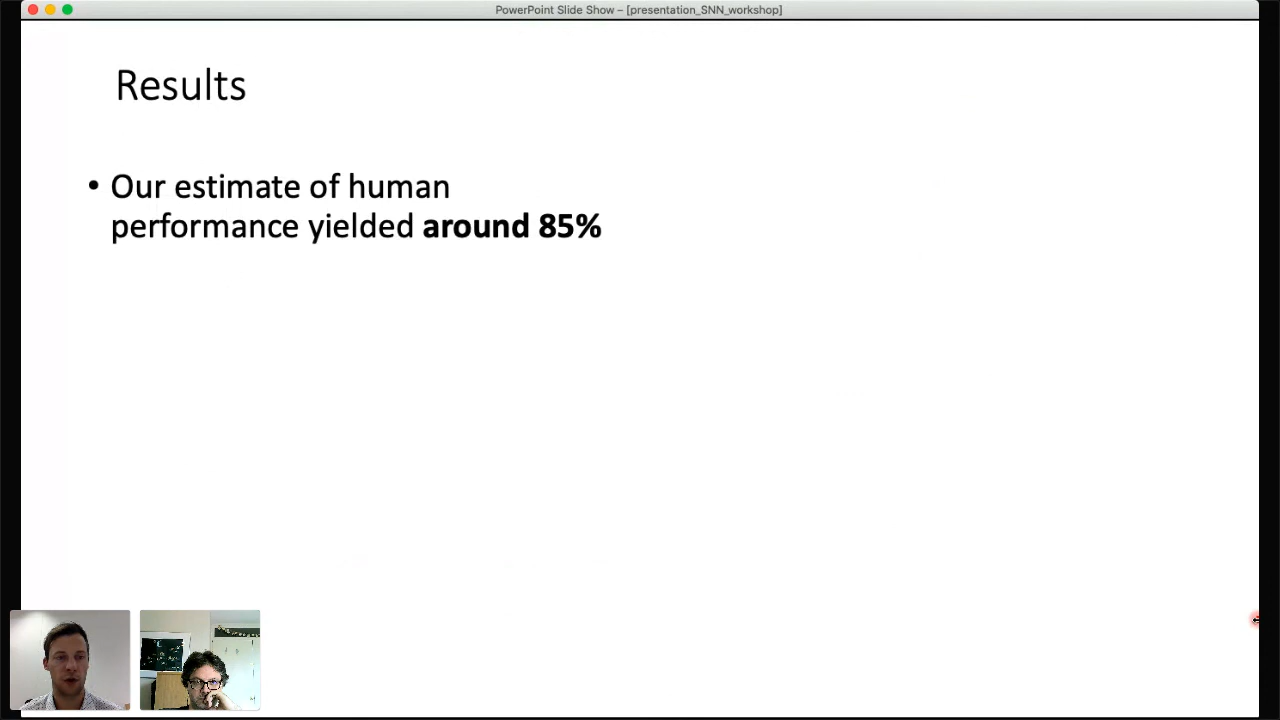 PowerPoint Slide Show – [presentation_SNN_workshop]
Results
• Our estimate of human
performance yielded around 85%